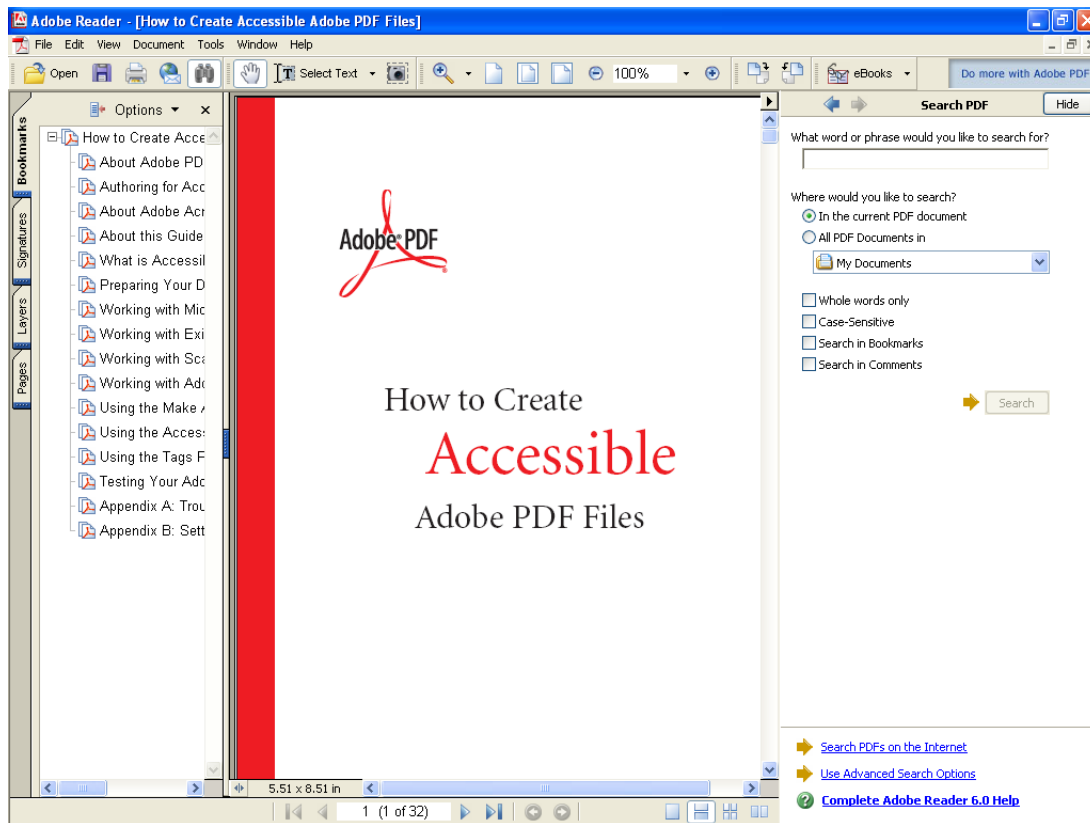 Adobe Reader - [How to Create Accessible Adobe PDF Files]
File Edit View Document Tools Window Help
Open Select Text 100% eBooks Do more with Adobe PDF
Bookmarks
Signatures
Layers
Pages
Options
How to Create Acce
About Adobe PD
Authoring for Acc
About Adobe Acr
About this Guide
What is Accessil
Preparing Your D
Working with Mic
Working with Exi
Working with Sca
Working with Ado
Using the Make A
Using the Access
Using the Tags F
Testing Your Ado
Appendix A: Trou
Appendix B: Sett
Adobe PDF
How to Create
Accessible
Adobe PDF Files
5.51 x 8.51 in
1 (1 of 32)
Search PDF Hide
What word or phrase would you like to search for?
Where would you like to search?
In the current PDF document
All PDF Documents in
My Documents
Whole words only
Case-Sensitive
Search in Bookmarks
Search in Comments
Search
Search PDFs on the Internet
Use Advanced Search Options
Complete Adobe Reader 6.0 Help